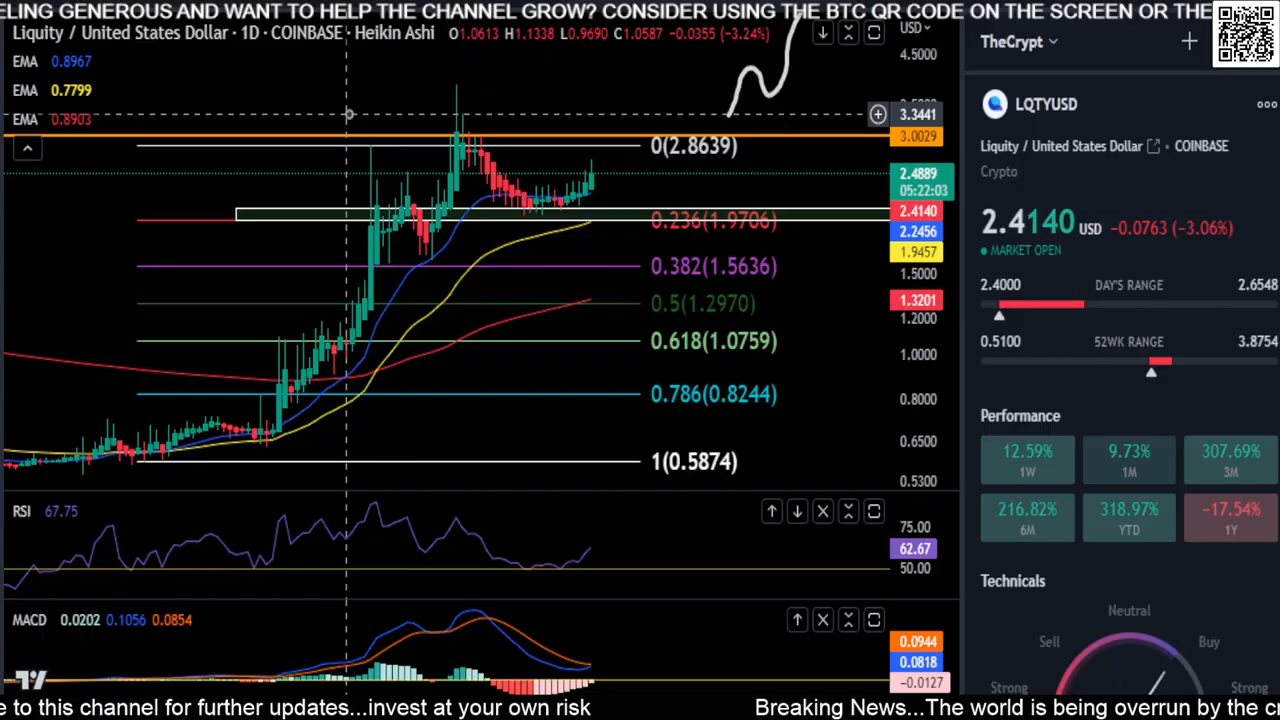 ELING GENEROUS AND WANT TO HELP THE CHANNEL GROW? CONSIDER USING THE BTC QR CODE ON THE SCREEN OR THE
Liquity / United States Dollar · 1D · COINBASE · Heikin Ashi O1.0613 H1.1338 L0.9690 C1.0587 -0.0355 (-3.24%)
USD
EMA 0.8967
EMA 0.7799
EMA 0.8903
4.5000
3.3441
3.0029
2.4889
05:22:03
2.4140
2.2456
1.9457
1.5000
1.3201
1.2000
1.0000
0.8000
0.6500
0.5300
0(2.8639)
0.236(1.9706)
0.382(1.5636)
0.5(1.2970)
0.618(1.0759)
0.786(0.8244)
1(0.5874)
RSI 67.75
75.00
62.67
50.00
MACD 0.0202 0.1056 0.0854
0.0944
0.0818
-0.0127
TheCrypt
LQTYUSD
Liquity / United States Dollar · COINBASE
Crypto
2.4140 USD -0.0763 (-3.06%)
MARKET OPEN
2.4000 DAY'S RANGE 2.6548
0.5100 52WK RANGE 3.8754
Performance
12.59% 9.73% 307.69%
1W 1M 3M
216.82% 318.97% -17.54%
6M YTD 1Y
Technicals
Neutral
Sell Buy
Strong Strong
e to this channel for further updates...invest at your own risk
Breaking News...The world is being overrun by the cr